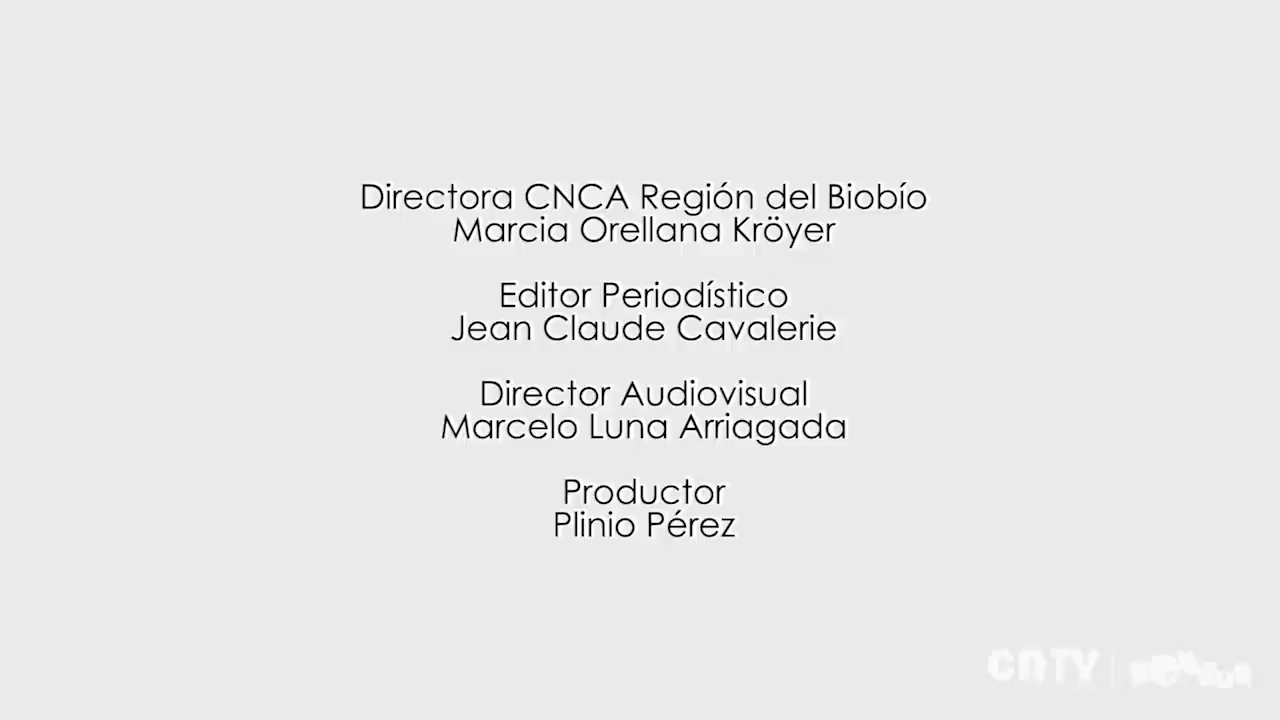 Directora CNCA Región del Biobío
Marcia Orellana Kröyer
Editor Periodístico
Jean Claude Cavalerie
Director Audiovisual
Marcelo Luna Arriagada
Productor
Plinio Pérez
CNTV